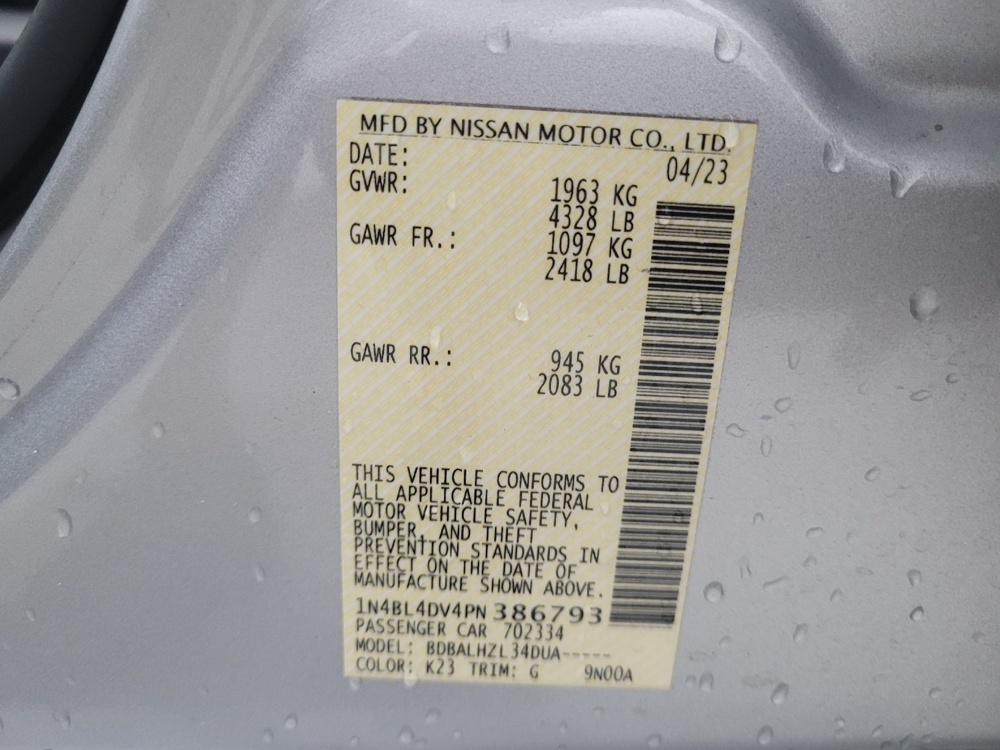 MFD BY NISSAN MOTOR CO., LTD.
DATE: 04/23
GVWR: 1963 KG
4328 LB
GAWR FR.: 1097 KG
2418 LB
GAWR RR.: 945 KG
2083 LB
THIS VEHICLE CONFORMS TO
ALL APPLICABLE FEDERAL
MOTOR VEHICLE SAFETY,
BUMPER, AND THEFT
PREVENTION STANDARDS IN
EFFECT ON THE DATE OF
MANUFACTURE SHOWN ABOVE.
1N4BL4DV4PN386793
PASSENGER CAR 702334
MODEL: BDBALHZL34DUA-----
COLOR: K23 TRIM: G 9N00A